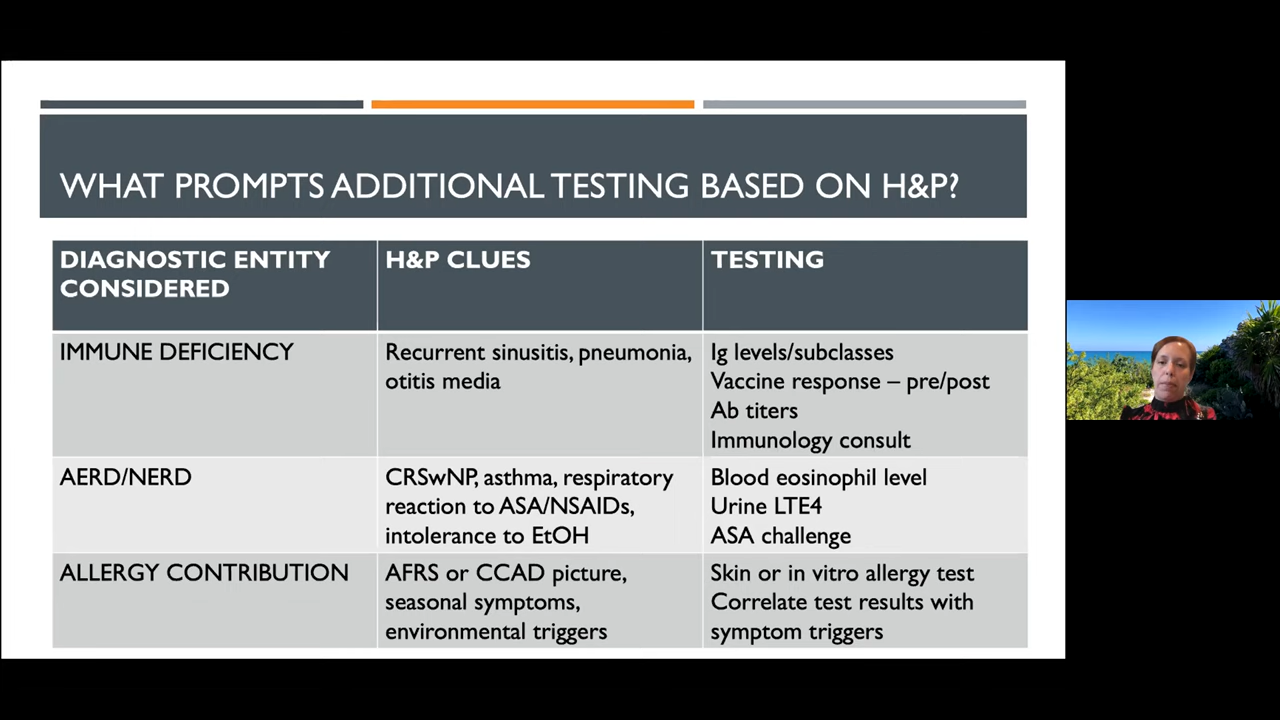 WHAT PROMPTS ADDITIONAL TESTING BASED ON H&P?
DIAGNOSTIC ENTITY
CONSIDERED
H&P CLUES
TESTING
IMMUNE DEFICIENCY
Recurrent sinusitis, pneumonia,
otitis media
Ig levels/subclasses
Vaccine response – pre/post
Ab titers
Immunology consult
AERD/NERD
CRSwNP, asthma, respiratory
reaction to ASA/NSAIDs,
intolerance to EtOH
Blood eosinophil level
Urine LTE4
ASA challenge
ALLERGY CONTRIBUTION
AFRS or CCAD picture,
seasonal symptoms,
environmental triggers
Skin or in vitro allergy test
Correlate test results with
symptom triggers